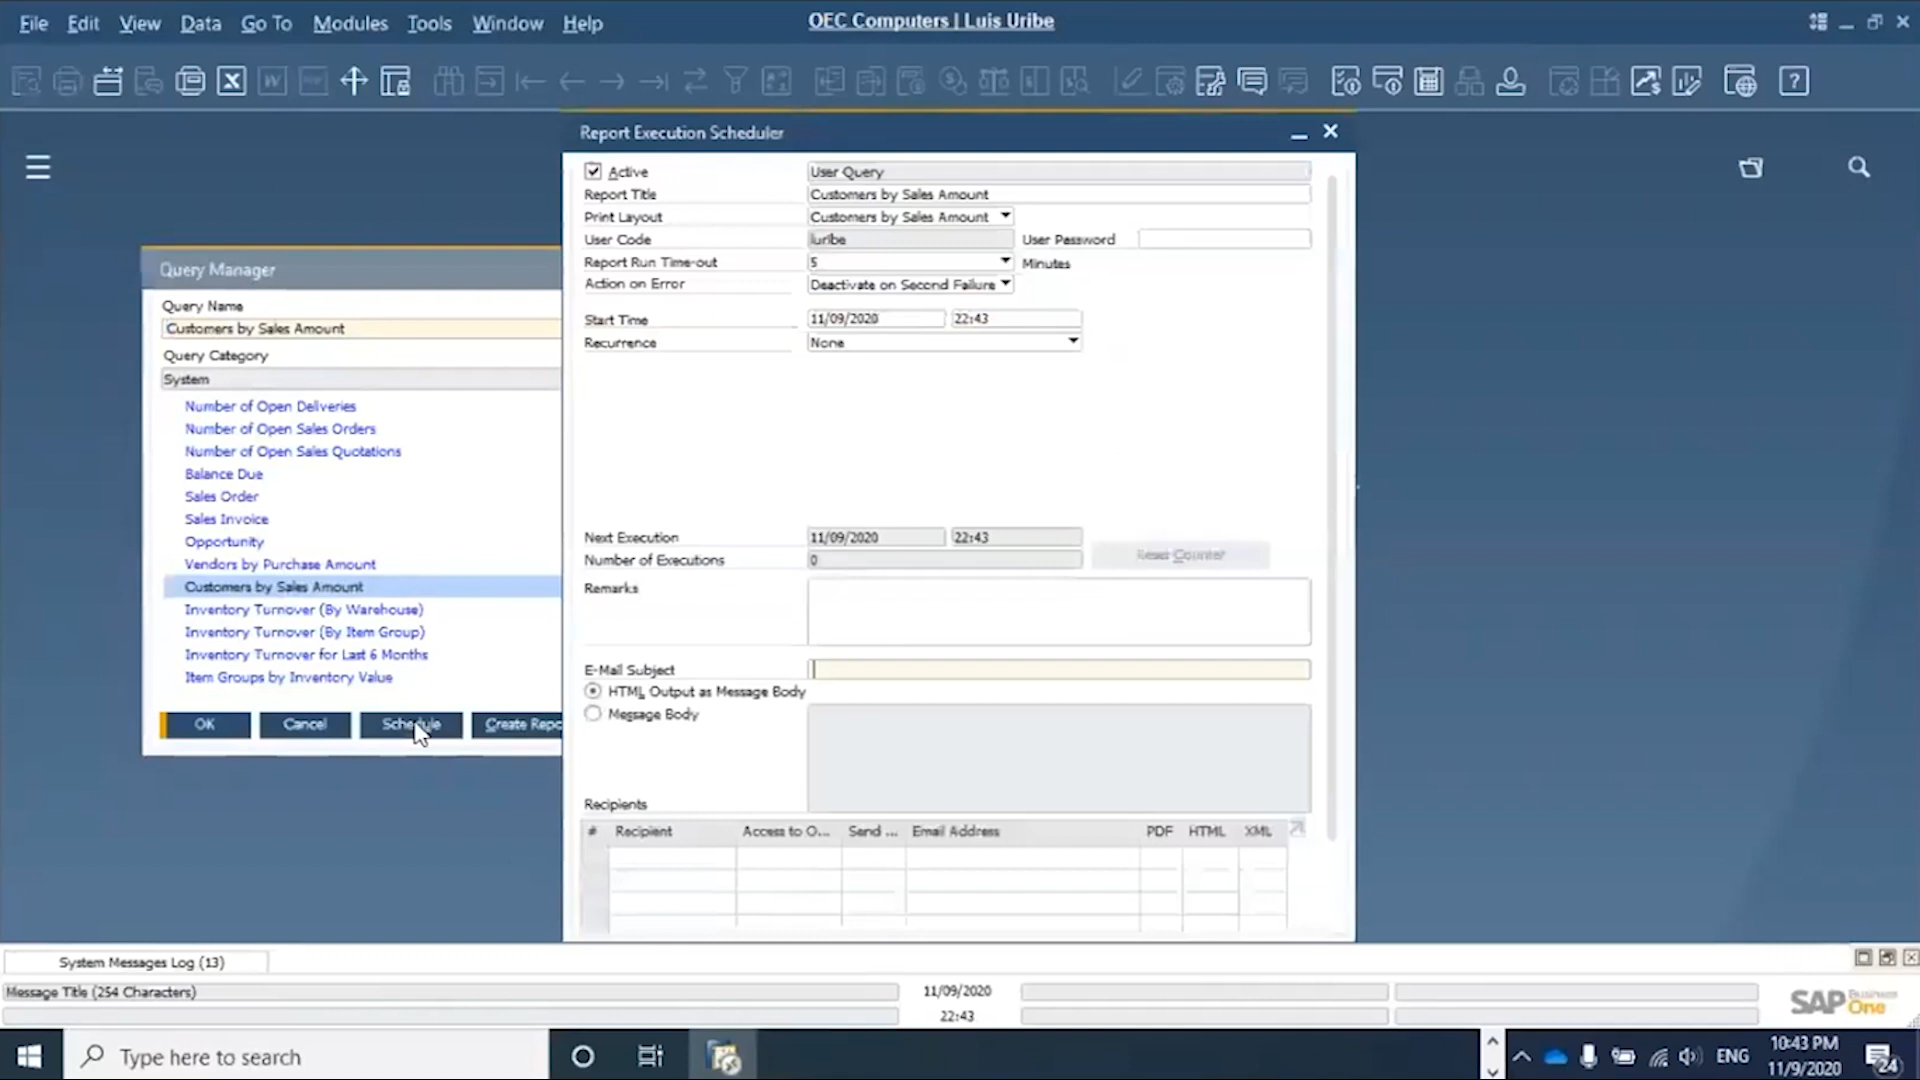 File Edit View Data Go To Modules Tools Window Help
OEC Computers | Luis Uribe
Report Execution Scheduler
Active User Query
Report Title Customers by Sales Amount
Print Layout Customers by Sales Amount
User Code luribe User Password
Report Run Time-out 5 Minutes
Action on Error Deactivate on Second Failure
Start Time 11/09/2020 22:43
Recurrence None
Next Execution 11/09/2020 22:43
Number of Executions 0 Reset Counter
Remarks
E-Mail Subject
HTML Output as Message Body
Message Body
Recipients
# Recipient Access to O... Send ... Email Address PDF HTML XML
Query Manager
Query Name
Customers by Sales Amount
Query Category
System
Number of Open Deliveries
Number of Open Sales Orders
Number of Open Sales Quotations
Balance Due
Sales Order
Sales Invoice
Opportunity
Vendors by Purchase Amount
Customers by Sales Amount
Inventory Turnover (By Warehouse)
Inventory Turnover (By Item Group)
Inventory Turnover for Last 6 Months
Item Groups by Inventory Value
OK Cancel Schedule Create Repo
System Messages Log (13)
Message Title (254 Characters) 11/09/2020
22:43
SAP Business One
Type here to search
ENG 10:43 PM
11/9/2020
24